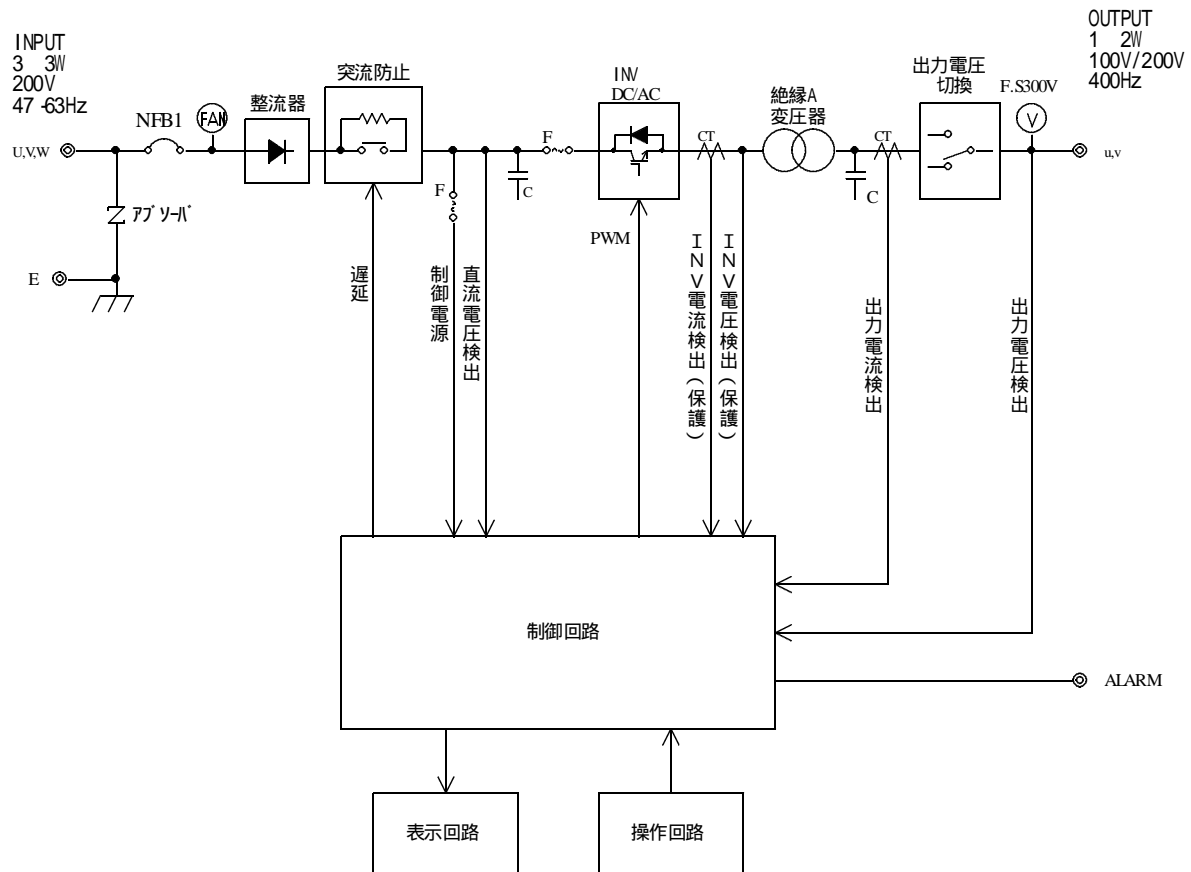 INPUT
3 3W
200V
47-63Hz
OUTPUT
1 2W
100V/200V
400Hz
突流防止
INV
DC/AC
出力電圧
切換
F.S300V
整流器
絶縁A
変圧器
NFB1
FAN
V
U,V,W
F
CT
CT
u,v
C
F
C
アブソーバ
PWM
E
遅延
制御電源
直流電圧検出
INV電流検出(保護)
INV電圧検出(保護)
出力電流検出
出力電圧検出
制御回路
ALARM
表示回路
操作回路